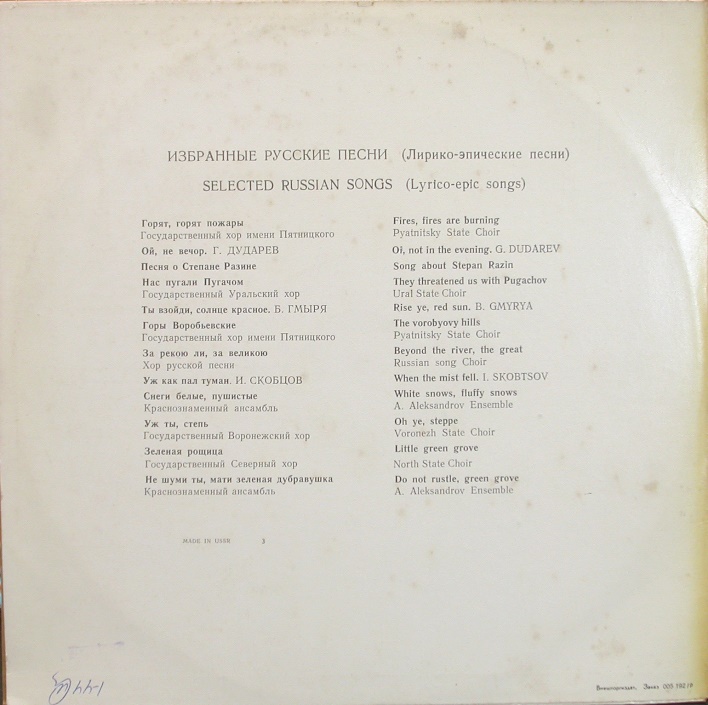 ИЗБРАННЫЕ РУССКИЕ ПЕСНИ (Лирико-эпические песни)
SELECTED RUSSIAN SONGS (Lyrico-epic songs)
Горят, горят пожары
Государственный хор имени Пятницкого
Ой, не вечор. Г. ДУДАРЕВ
Песня о Степане Разине
Нас пугали Пугачом
Государственный Уральский хор
Ты взойди, солнце красное. Б. ГМЫРЯ
Горы Воробьевские
Государственный хор имени Пятницкого
За рекою ли, за великою
Хор русской песни
Уж как пал туман. И. СКОБЦОВ
Снеги белые, пушистые
Краснознаменный ансамбль
Уж ты, степь
Государственный Воронежский хор
Зеленая рощица
Государственный Северный хор
Не шуми ты, мати зеленая дубравушка
Краснознаменный ансамбль
Fires, fires are burning
Pyatnitsky State Choir
Oi, not in the evening. G. DUDAREV
Song about Stepan Razin
They threatened us with Pugachov
Ural State Choir
Rise ye, red sun. B. GMYRYA
The vorobyovy hills
Pyatnitsky State Choir
Beyond the river, the great
Russian song Choir
When the mist fell. I. SKOBTSOV
White snows, fluffy snows
A. Aleksandrov Ensemble
Oh ye, steppe
Voronezh State Choir
Little green grove
North State Choir
Do not rustle, green grove
A. Aleksandrov Ensemble
MADE IN USSR
Заказ